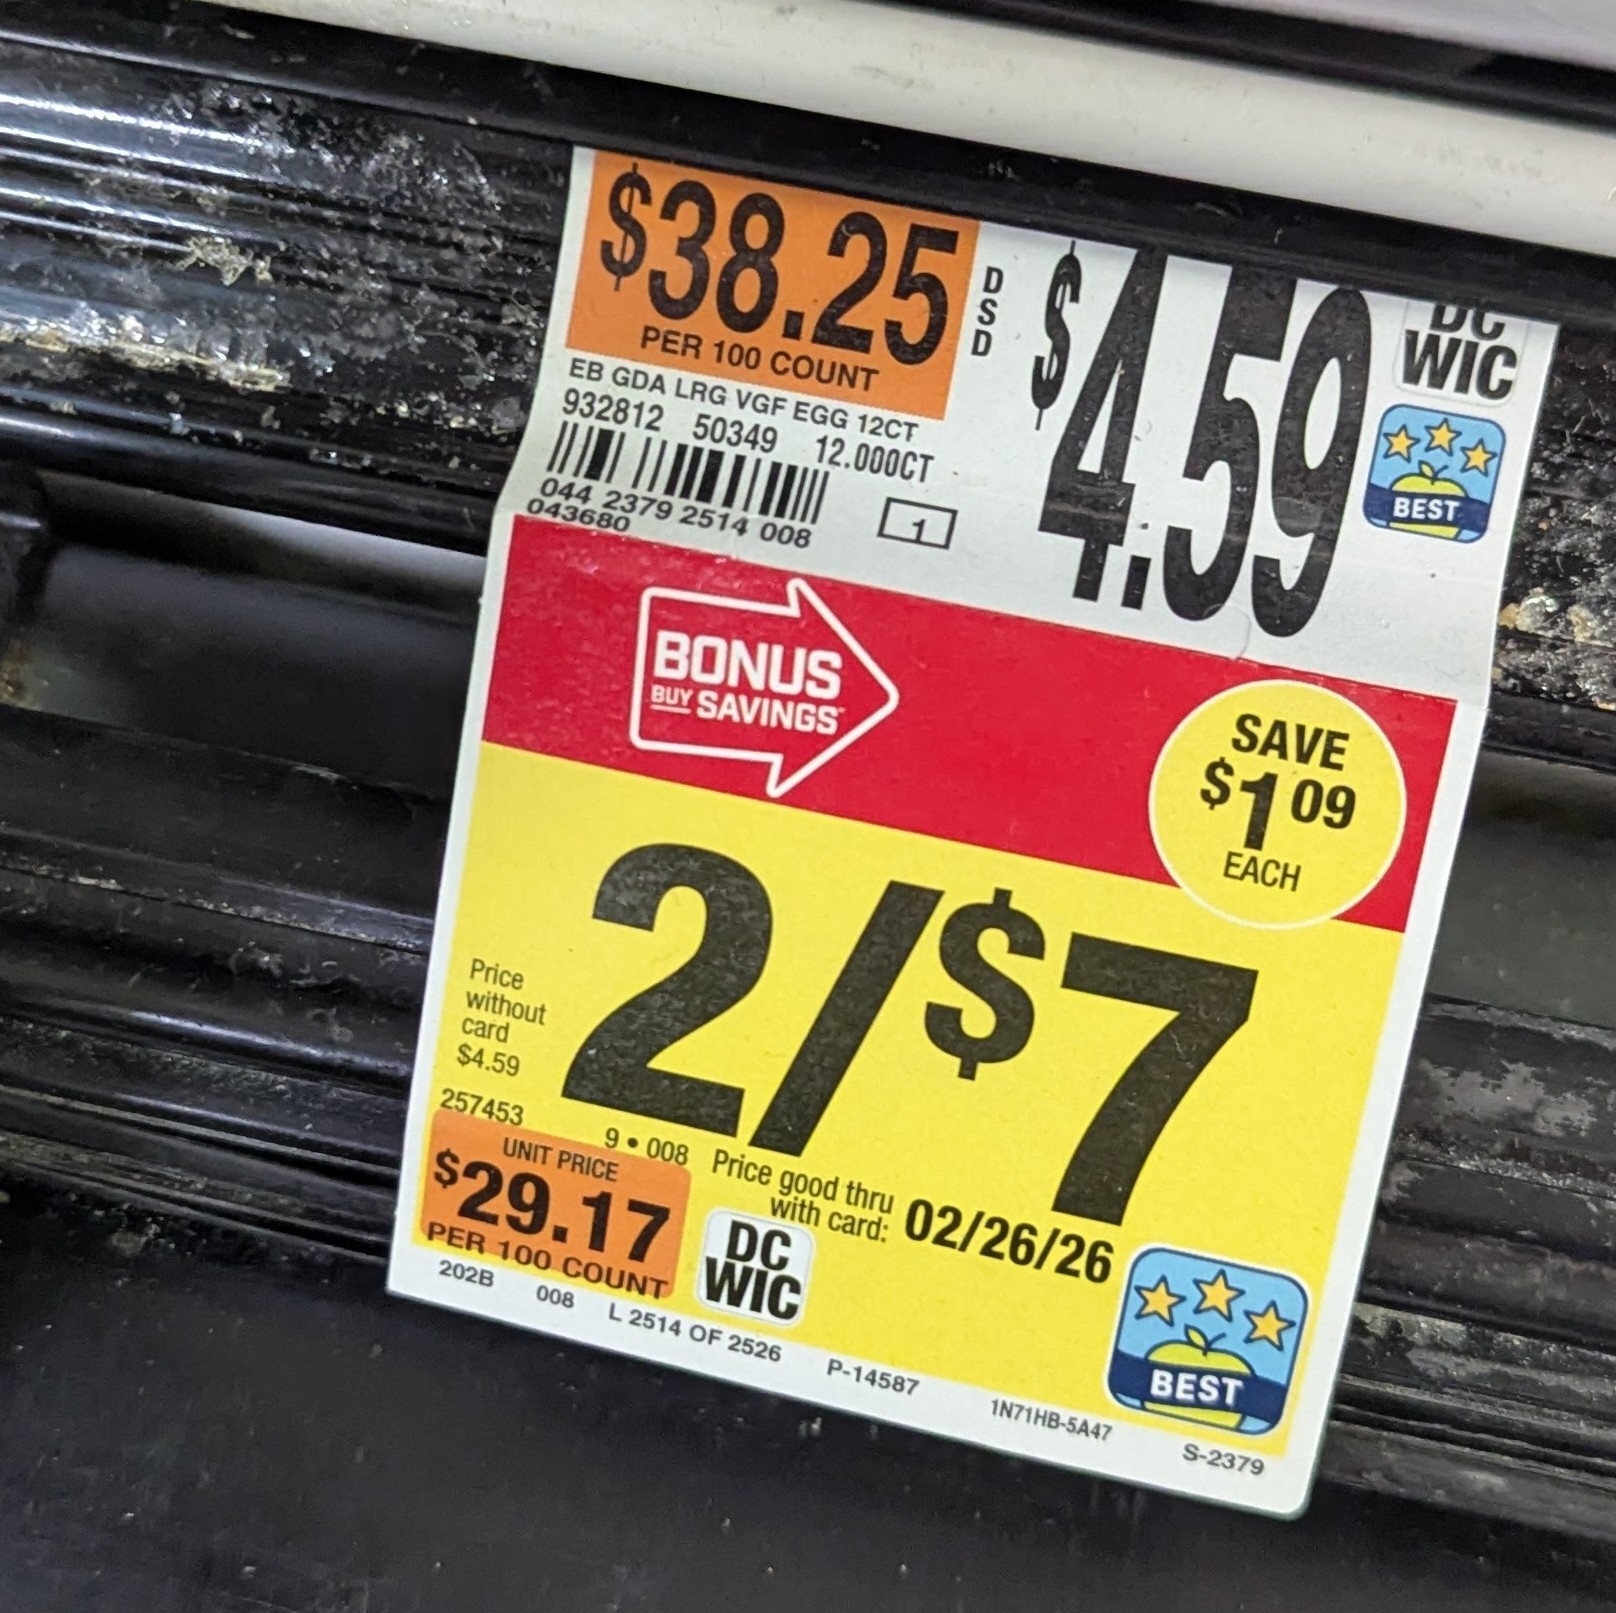 $38.25
PER 100 COUNT
DSD
$4.59
DC
WIC
BEST
EB GDA LRG VGF EGG 12CT
932812 50349 12.000CT
044 2379 2514 008
043680
1
BONUS
BUY SAVINGS
SAVE
$1 09
EACH
2/$7
Price
without
card
$4.59
257453
9 • 008
UNIT PRICE
$29.17
PER 100 COUNT
Price good thru
with card: 02/26/26
DC
WIC
BEST
202B 008 L 2514 OF 2526 P-14587 1N71HB-5A47 S-2379